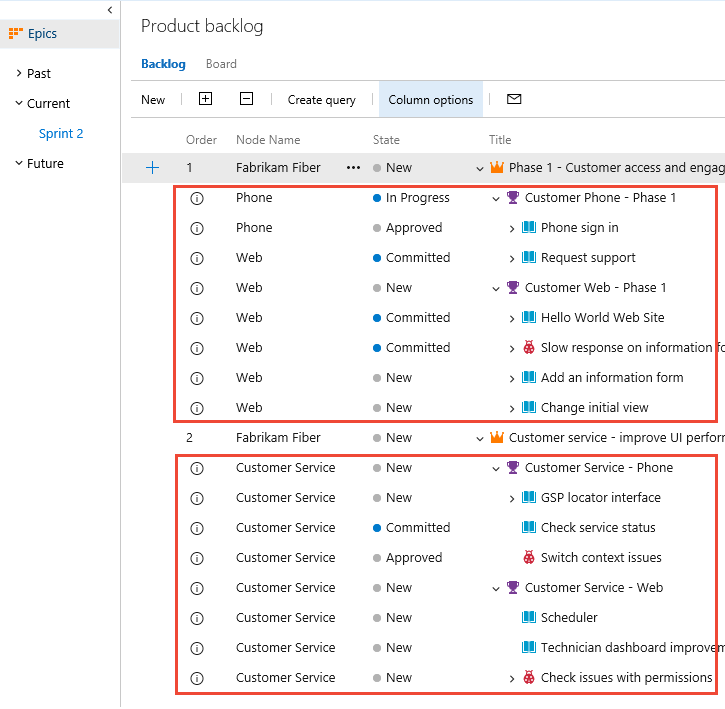 Product backlog
Epics
Backlog Board
Past
New Create query Column options
Current
Sprint 2
Order Node Name State Title
Future
1 Fabrikam Fiber ••• New Phase 1 - Customer access and engag
Phone In Progress Customer Phone - Phase 1
Phone Approved Phone sign in
Web Committed Request support
Web New Customer Web - Phase 1
Web Committed Hello World Web Site
Web Committed Slow response on information fo
Web New Add an information form
Web New Change initial view
2 Fabrikam Fiber New Customer service - improve UI perfor
Customer Service New Customer Service - Phone
Customer Service New GSP locator interface
Customer Service Committed Check service status
Customer Service Approved Switch context issues
Customer Service New Customer Service - Web
Customer Service New Scheduler
Customer Service New Technician dashboard improvem
Customer Service New Check issues with permissions